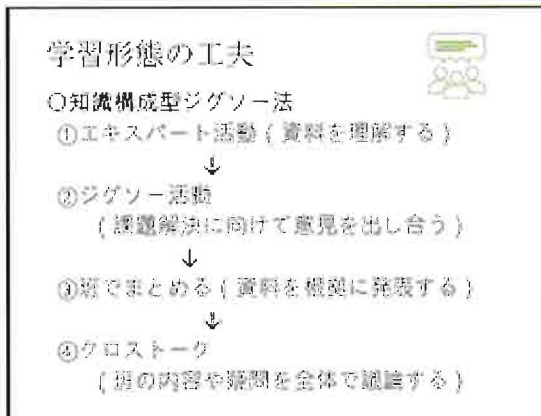 学習形態の工夫
○知識構成型ジグソー法
①エキスパート活動(資料を理解する)
↓
②ジグソー活動
(課題解決に向けて意見を出し合う)
↓
③班でまとめる(資料を根拠に発表する)
↓
④クロストーク
(班の内容や疑問を全体で議論する)